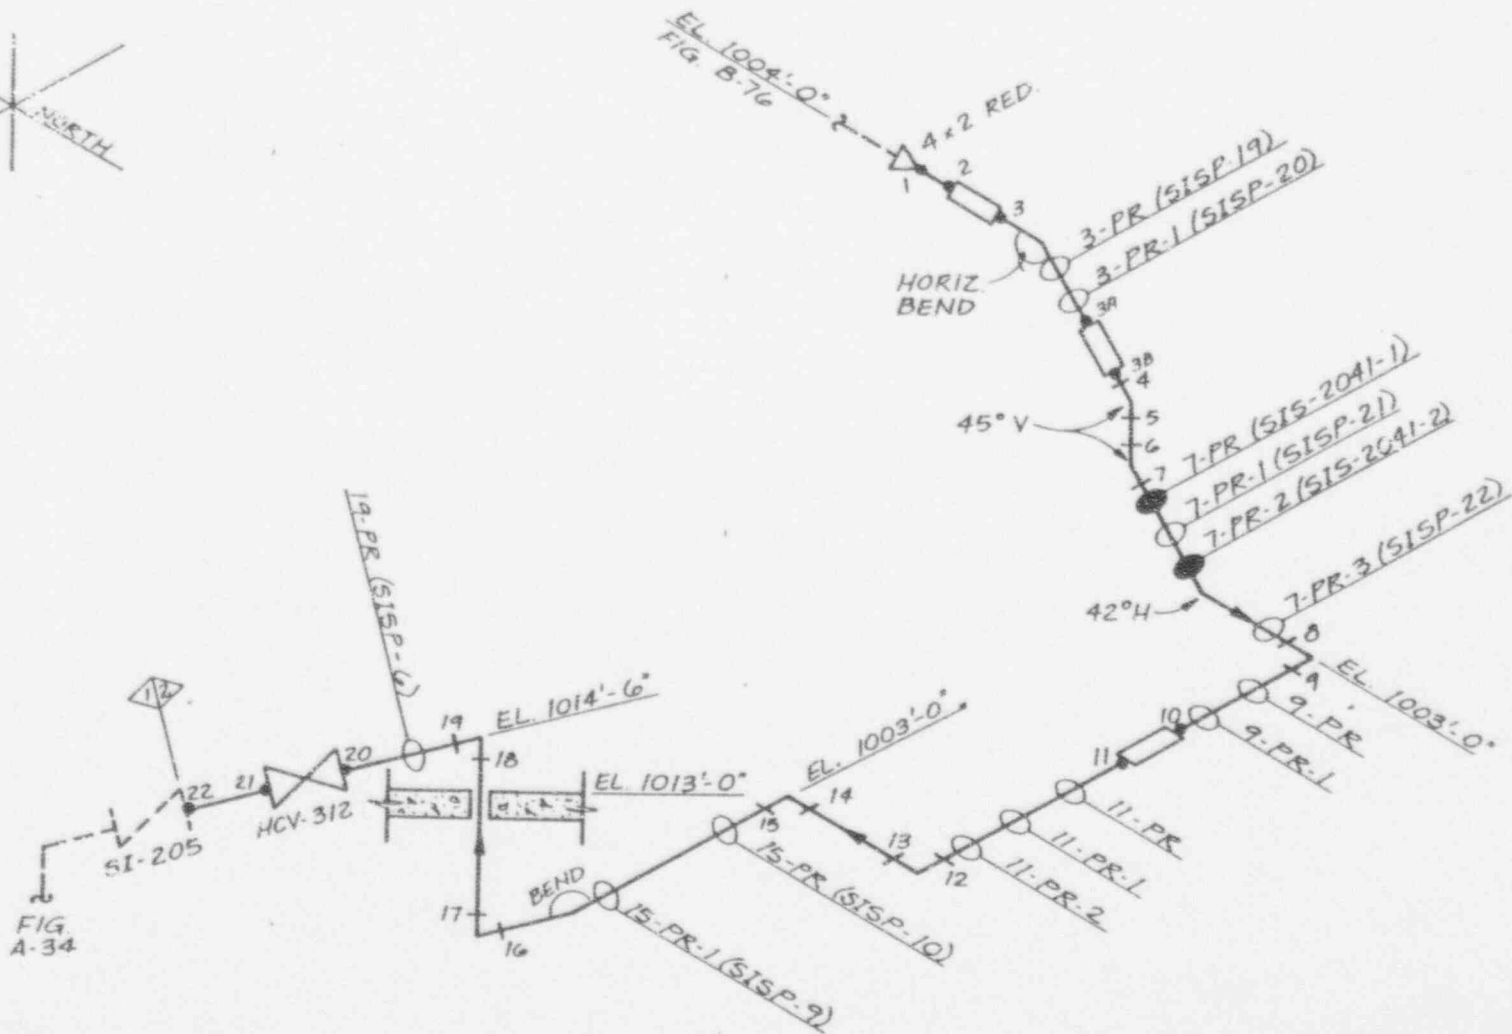 NORTH
EL. 1004'-0"
FIG. B-76
4 x 2 RED.
1
2
3
HORIZ.
BEND
3-PR (SISP-19)
3-PR-1 (SISP-20)
3A
3B
4
45° V
5
6
7
7-PR (SIS-2041-1)
7-PR-1 (SISP-21)
7-PR-2 (SIS-2041-2)
42°H
7-PR-3 (SISP-22)
8
9
EL. 1003'-0"
9-PR
9-PR-1
10
11
11-PR
11-PR-1
11-PR-2
12
13
14
EL. 1003'-0"
15
15-PR (SISP-10)
15-PR-1 (SISP-9)
BEND
16
17
EL. 1013'-0"
18
EL. 1014'-6"
19
19-PR (SISP-6)
20
HCV-312
21
22
1 2
SI-205
FIG.
A-34